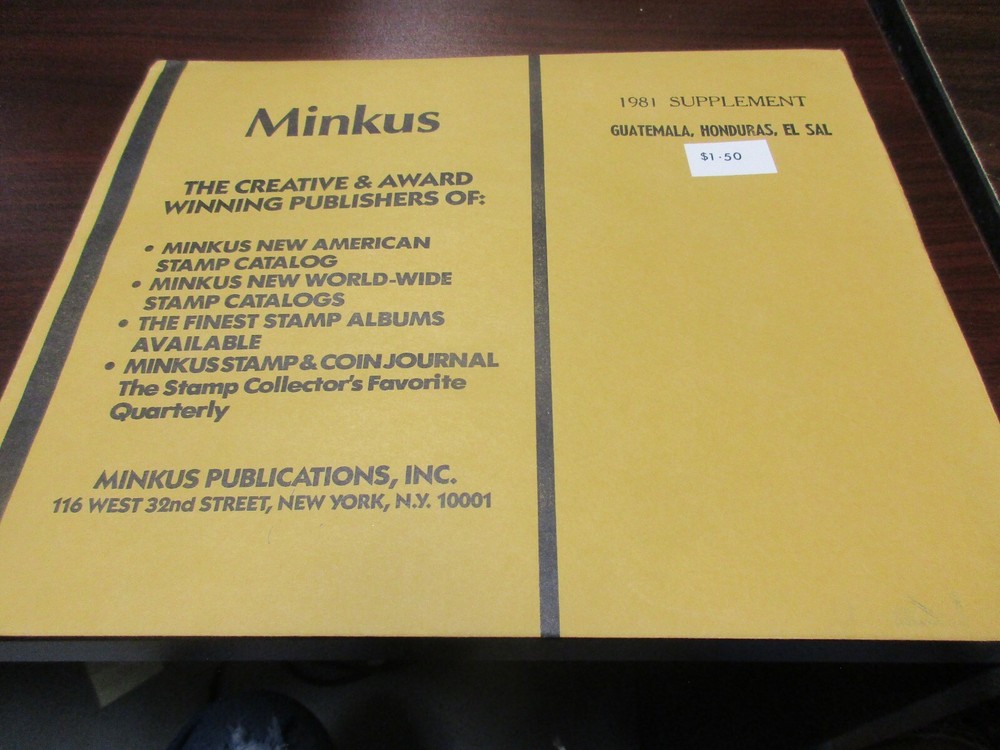 Minkus
THE CREATIVE & AWARD
WINNING PUBLISHERS OF:
• MINKUS NEW AMERICAN
STAMP CATALOG
• MINKUS NEW WORLD-WIDE
STAMP CATALOGS
• THE FINEST STAMP ALBUMS
AVAILABLE
• MINKUS STAMP & COIN JOURNAL
The Stamp Collector's Favorite
Quarterly
MINKUS PUBLICATIONS, INC.
116 WEST 32nd STREET, NEW YORK, N.Y. 10001
1981 SUPPLEMENT
GUATEMALA, HONDURAS, EL SAL
$1.50